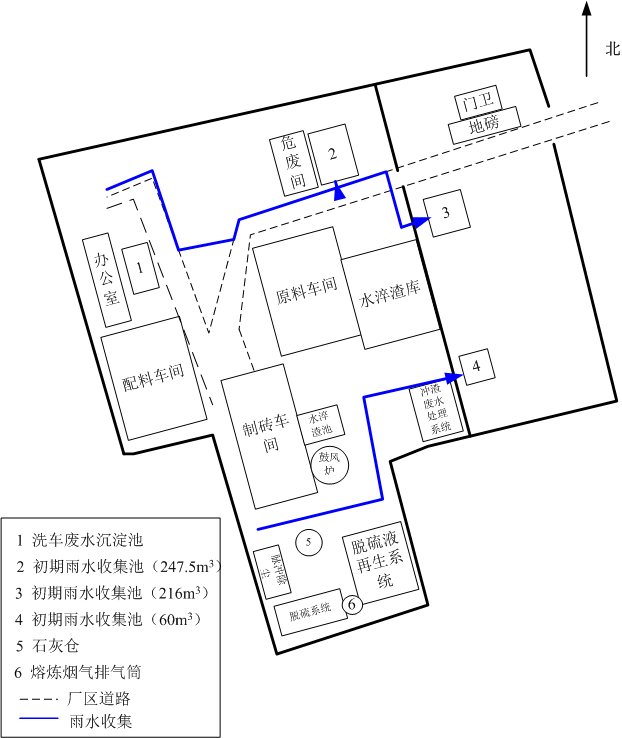 北
门卫
地磅
危
废
间
2
3
办
公
室
1
原料车间
水淬渣库
配料车间
4
制砖车
间
水淬
渣池
冲渣
废水
处理
系统
鼓风
炉
5
脱硫液
再生系
统
脱硫系统
6
1 洗车废水沉淀池
2 初期雨水收集池（247.5m³）
3 初期雨水收集池（216m³）
4 初期雨水收集池（60m³）
5 石灰仓
6 熔炼烟气排气筒
厂区道路
雨水收集